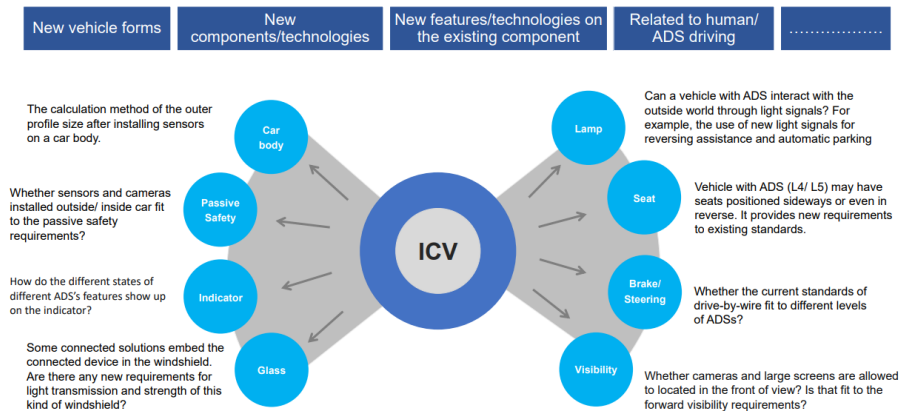 New vehicle forms
New
components/technologies
New features/technologies on
the existing component
Related to human/
ADS driving
....................
The calculation method of the outer
profile size after installing sensors
on a car body.
Car
body
Whether sensors and cameras
installed outside/ inside car fit
to the passive safety
requirements?
Passive
Safety
How do the different states of
different ADS's features show up
on the indicator?
Indicator
Some connected solutions embed the
connected device in the windshield.
Are there any new requirements for
light transmission and strength of this
kind of windshield?
Glass
ICV
Lamp
Can a vehicle with ADS interact with the
outside world through light signals? For
example, the use of new light signals for
reversing assistance and automatic parking
Seat
Vehicle with ADS (L4/ L5) may have
seats positioned sideways or even in
reverse. It provides new requirements
to existing standards.
Brake/
Steering
Whether the current standards of
drive-by-wire fit to different levels
of ADSs?
Visibility
Whether cameras and large screens are allowed
to located in the front of view? Is that fit to the
forward visibility requirements?